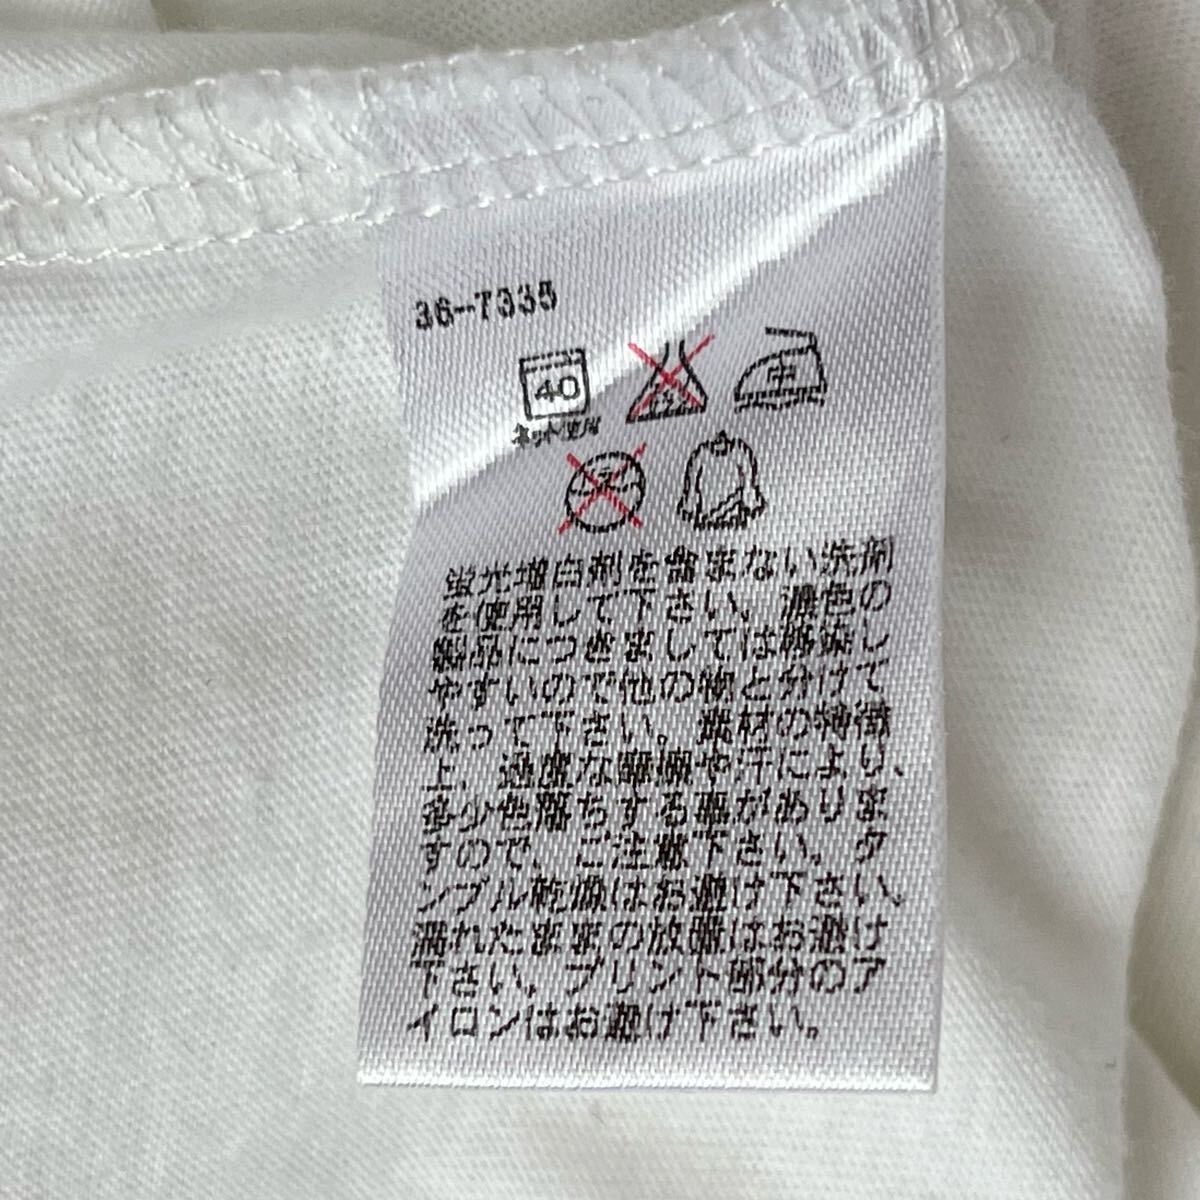 36-7335
40
中
ネット使用
蛍光増白剤を含まない洗剤
を使用して下さい。濃色の
製品につきましては移染し
やすいので他の物と分けて
洗って下さい。素材の特徴
上、過度な摩擦や汗により、
多少色落ちする事がありま
すので、ご注意下さい。タ
ンブル乾燥はお避け下さい。
濡れたままの放置はお避け
下さい。プリント部分のア
イロンはお避け下さい。